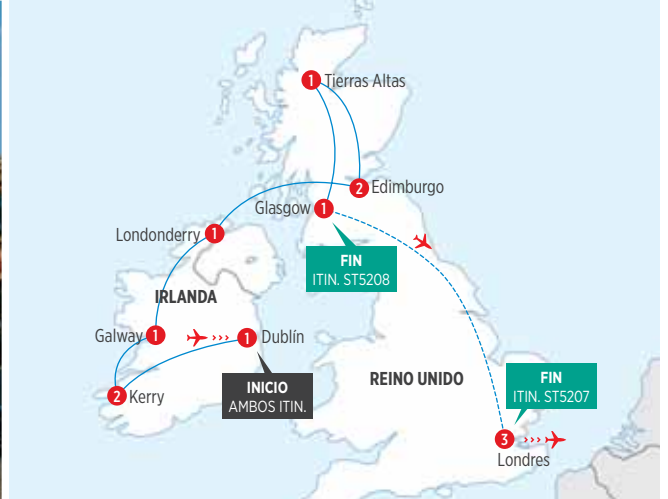 1 Tierras Altas
2 Edimburgo
Glasgow 1
Londonderry 1
FIN
ITIN. ST5208
IRLANDA
Galway 1
1 Dublín
REINO UNIDO
FIN
ITIN. ST5207
INICIO
AMBOS ITIN.
2 Kerry
3
Londres